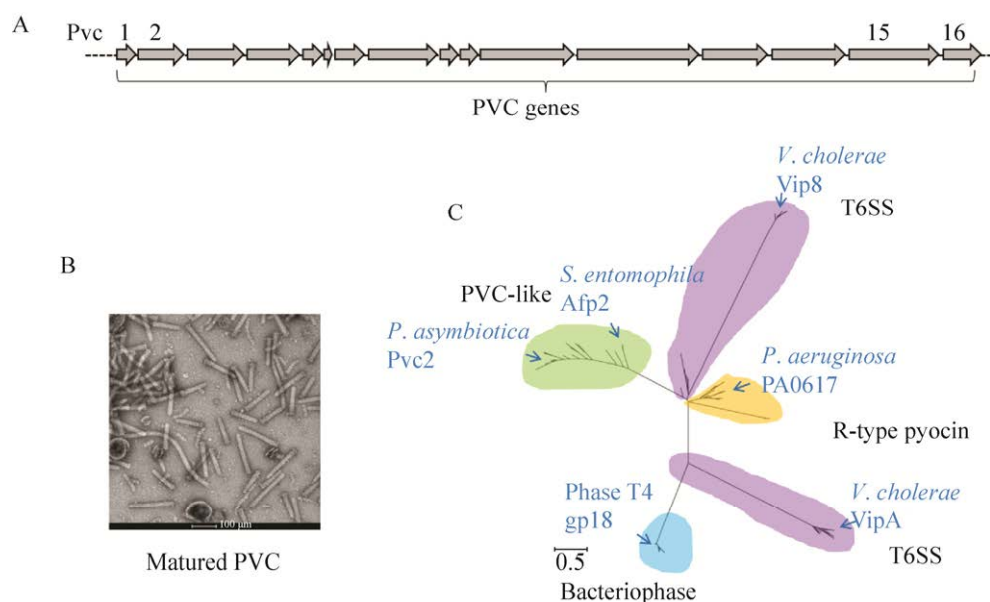 A
Pvc 1 2 15 16
PVC genes
B
100 μm
Matured PVC
C
V. cholerae
Vip8
T6SS
S. entomophila
Afp2
PVC-like
P. asymbiotica
Pvc2
P. aeruginosa
PA0617
R-type pyocin
Phase T4
gp18
V. cholerae
VipA
T6SS
0.5
Bacteriophase